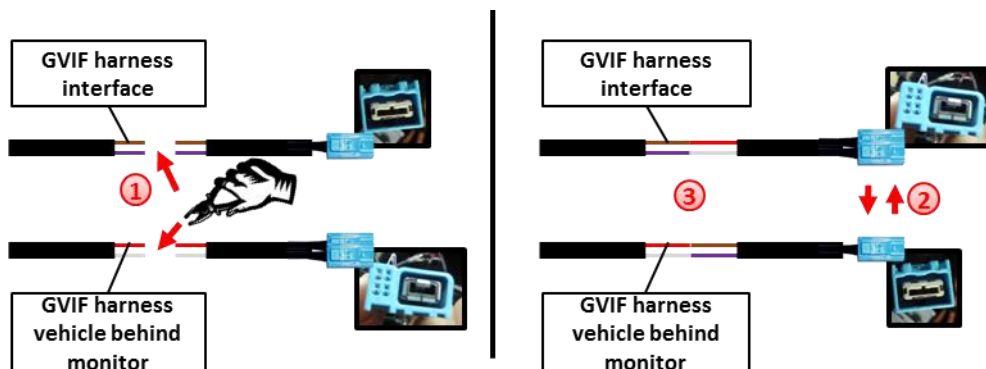 GVIF harness
interface
1
GVIF harness
vehicle behind
monitor
GVIF harness
interface
2
3
GVIF harness
vehicle behind
monitor